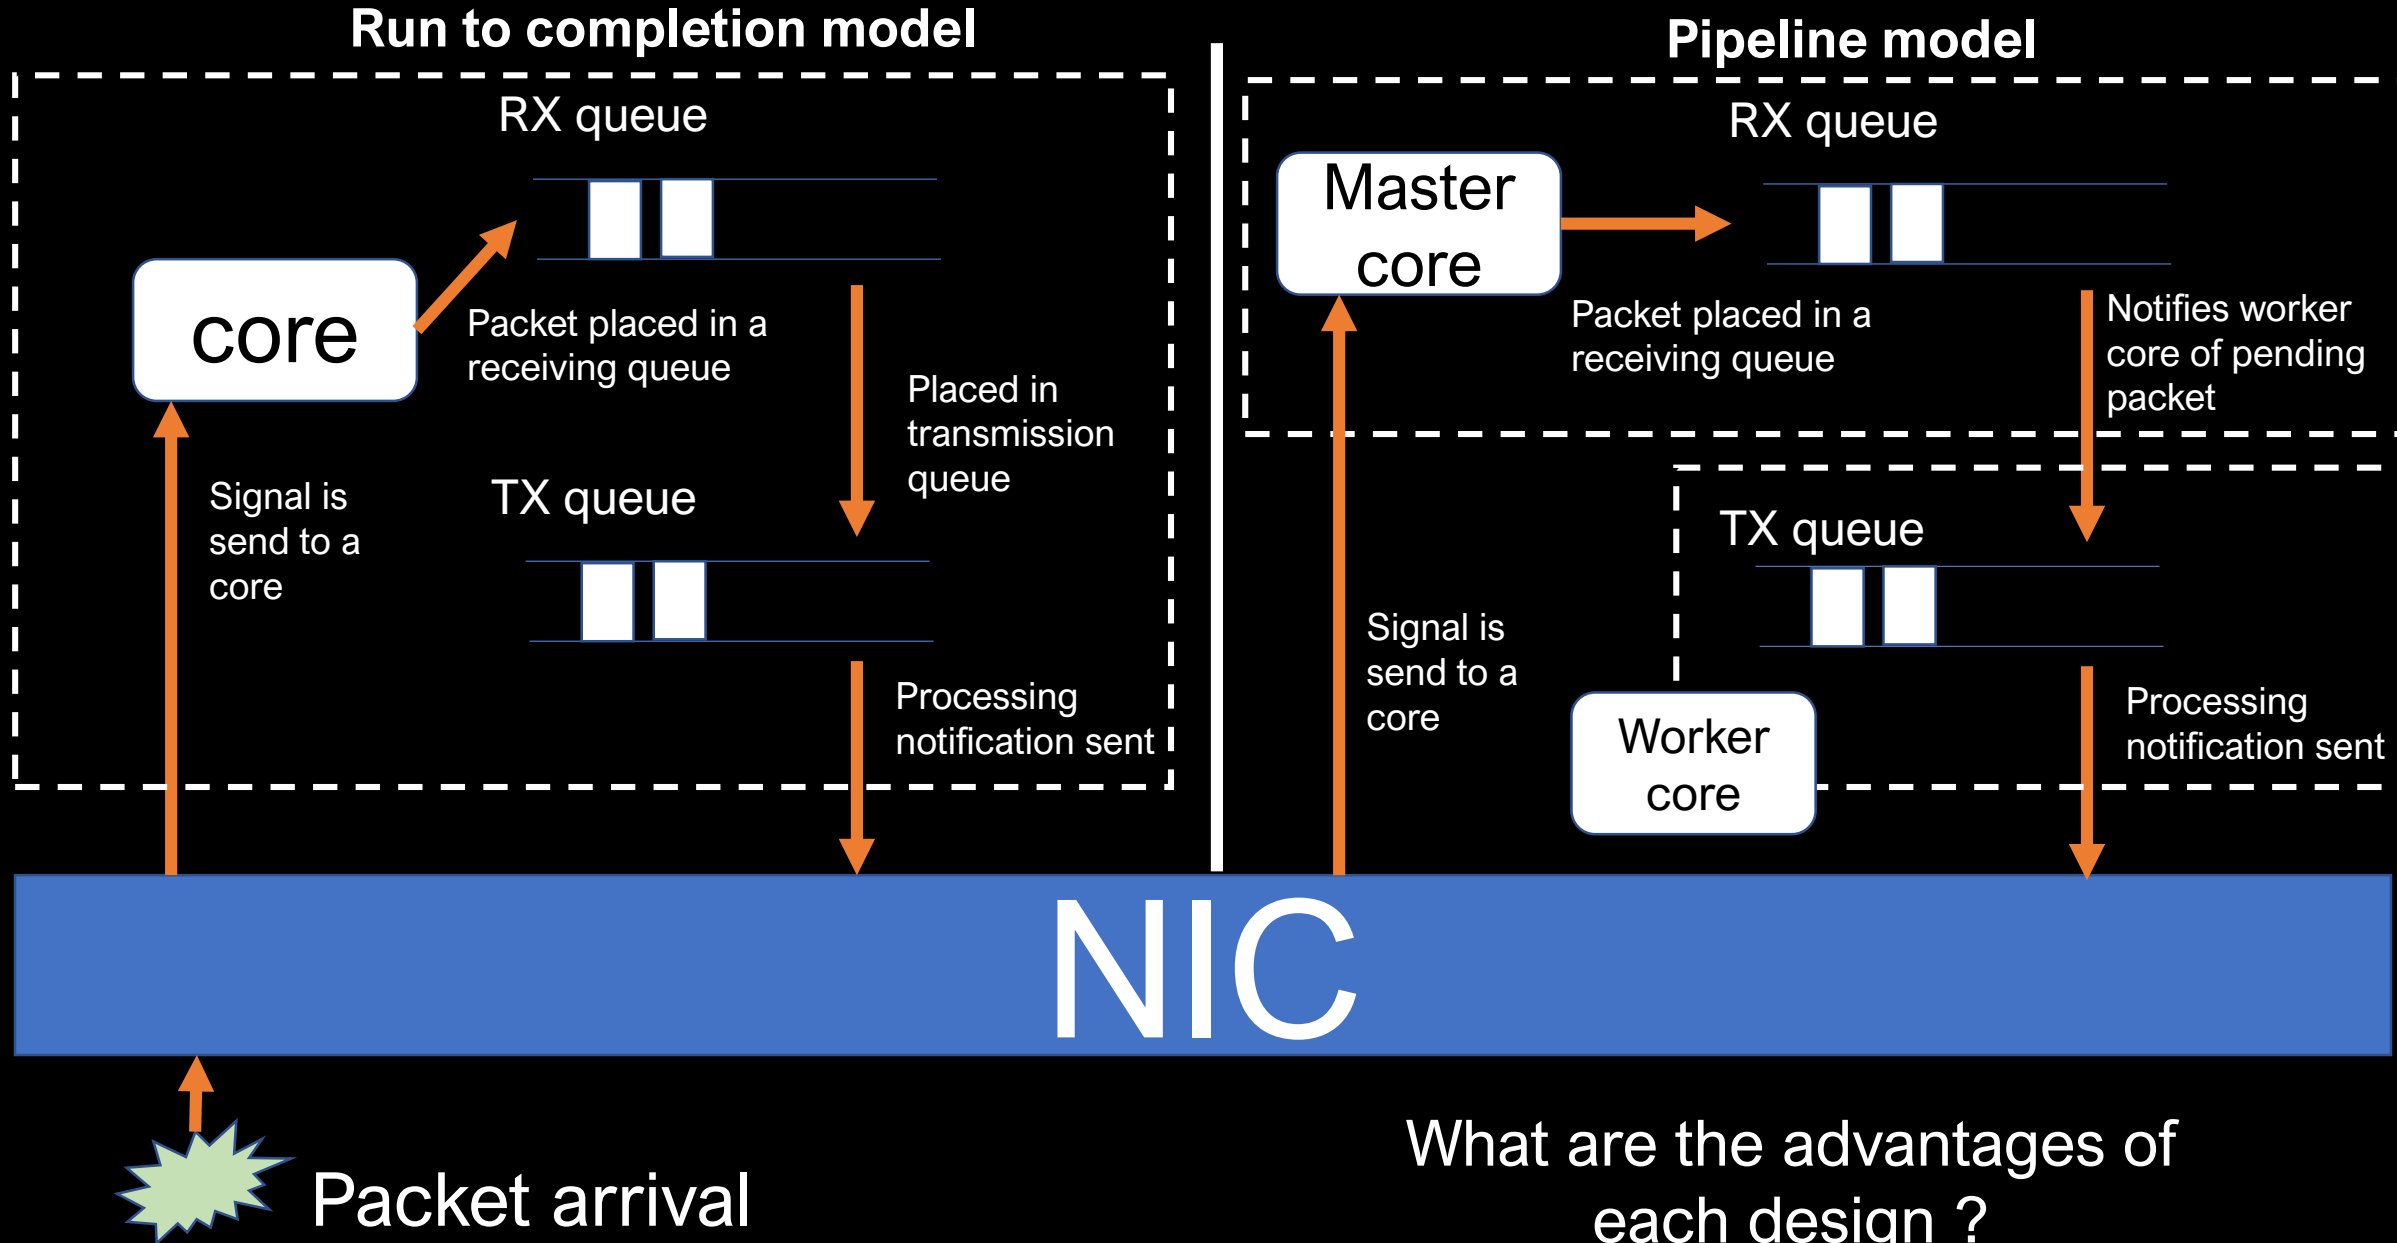 Run to completion model
RX queue
core
Packet placed in a
receiving queue
Placed in
transmission
queue
Signal is
send to a
core
TX queue
Processing
notification sent
Pipeline model
RX queue
Master
core
Packet placed in a
receiving queue
Notifies worker
core of pending
packet
TX queue
Signal is
send to a
core
Worker
core
Processing
notification sent
NIC
Packet arrival
What are the advantages of
each design ?